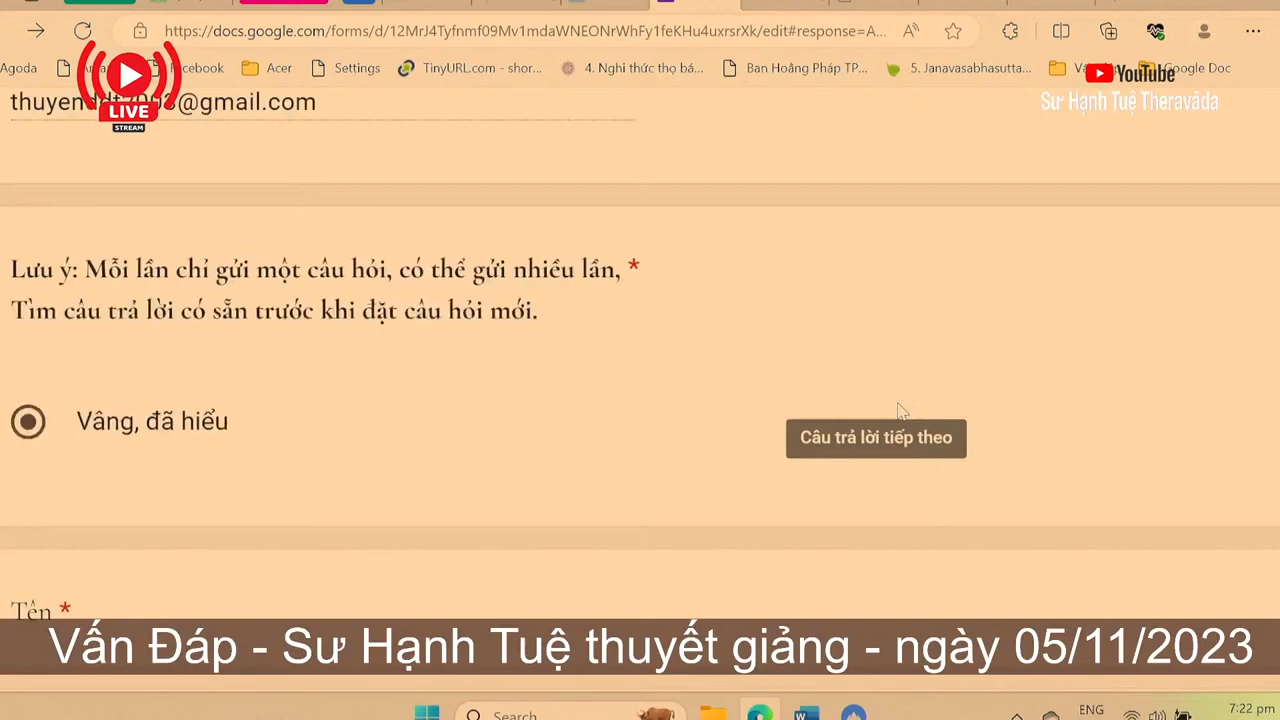 https://docs.google.com/forms/d/12MrJ4Tyfnmf09Mv1mdaWNEONrWhFy1feKHu4uxrsrXk/edit#response=A...
Agoda
Facebook
Acer
Settings
TinyURL.com - shor...
4. Nghi thức thọ bá...
Ban Hoằng Pháp TP...
5. Janavasabhasutta...
Google Doc
YouTube
Sư Hạnh Tuệ Theravāda
LIVE
STREAM
@gmail.com
Lưu ý: Mỗi lần chỉ gửi một câu hỏi, có thể gửi nhiều lần, *
Tìm câu trả lời có sẵn trước khi đặt câu hỏi mới.
Vâng, đã hiểu
Câu trả lời tiếp theo
Tên *
Vấn Đáp - Sư Hạnh Tuệ thuyết giảng - ngày 05/11/2023
Search
ENG
7:22 pm